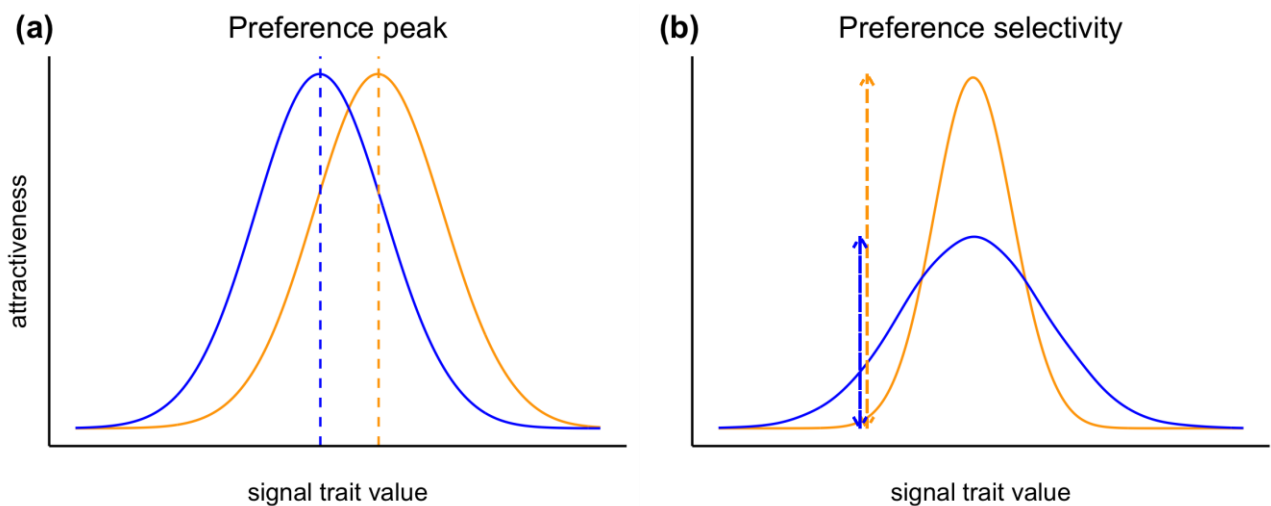 (a)
Preference peak
(b)
Preference selectivity
attractiveness
signal trait value
signal trait value